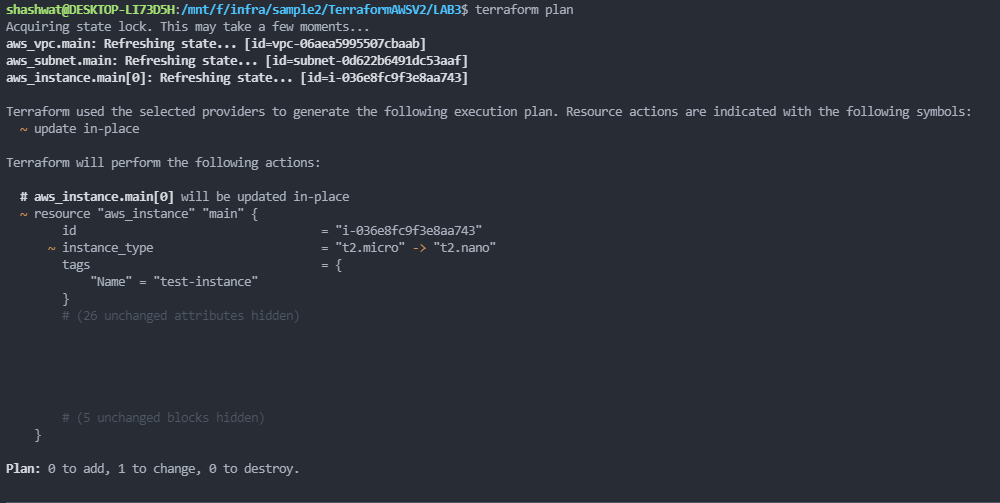 shashwat@DESKTOP-LI73D5H:/mnt/f/infra/sample2/TerraformAWSV2/LAB3$ terraform plan
Acquiring state lock. This may take a few moments...
aws_vpc.main: Refreshing state... [id=vpc-06aea5995507cbaab]
aws_subnet.main: Refreshing state... [id=subnet-0d622b6491dc53aaf]
aws_instance.main[0]: Refreshing state... [id=i-036e8fc9f3e8aa743]
Terraform used the selected providers to generate the following execution plan. Resource actions are indicated with the following symbols:
  ~ update in-place
Terraform will perform the following actions:
  # aws_instance.main[0] will be updated in-place
  ~ resource "aws_instance" "main" {
        id                                   = "i-036e8fc9f3e8aa743"
      ~ instance_type                        = "t2.micro" -> "t2.nano"
        tags                                 = {
            "Name" = "test-instance"
        }
        # (26 unchanged attributes hidden)
        # (5 unchanged blocks hidden)
    }
Plan: 0 to add, 1 to change, 0 to destroy.